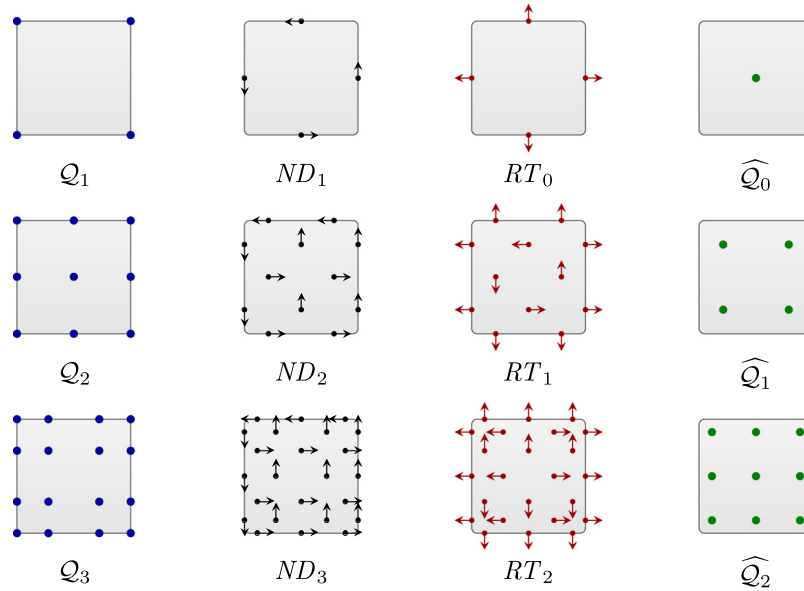 𝒬₁ ND₁ RT₀ 𝒬̂₀
𝒬₂ ND₂ RT₁ 𝒬̂₁
𝒬₃ ND₃ RT₂ 𝒬̂₂